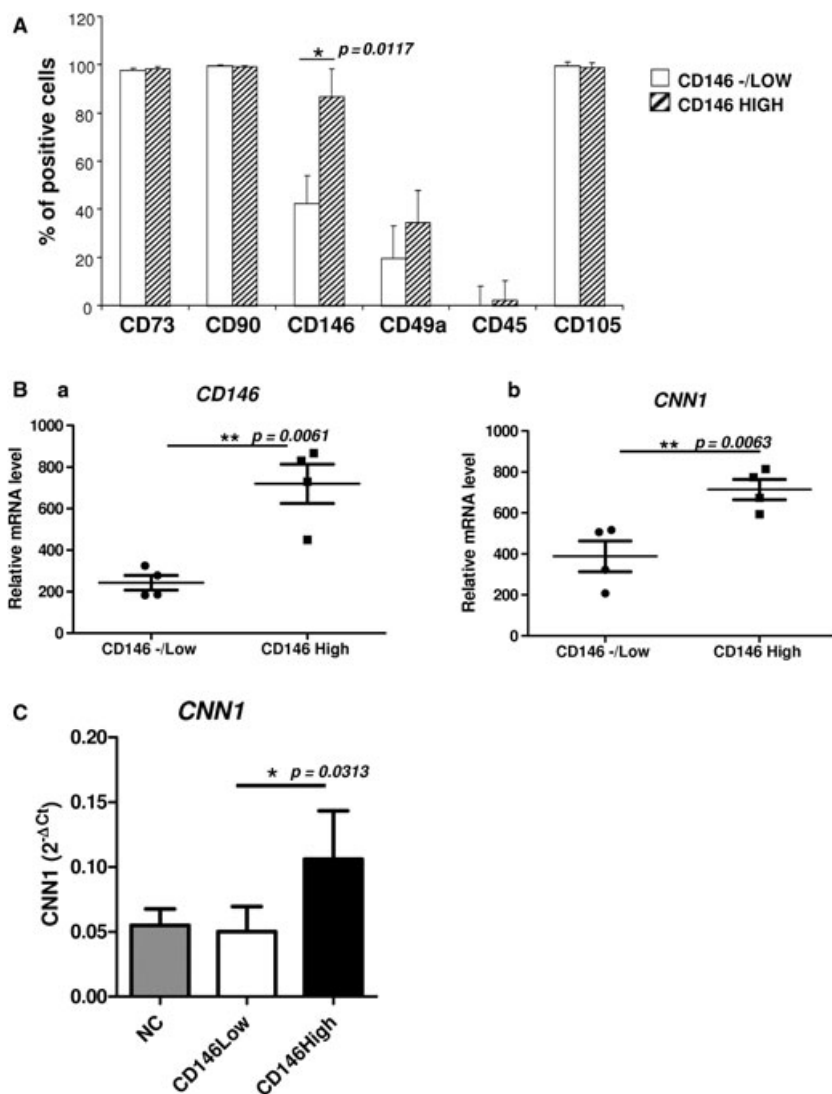 A
% of positive cells
120
100
80
60
40
20
0
* p = 0.0117
CD146 -/LOW
CD146 HIGH
CD73 CD90 CD146 CD49a CD45 CD105
B a
CD146
Relative mRNA level
1000
800
600
400
200
0
** p = 0.0061
CD146 -/Low CD146 High
b
CNN1
Relative mRNA level
1000
800
600
400
200
0
** p = 0.0063
CD146 -/Low CD146 High
C
CNN1
CNN1 (2^-ΔCt)
0.20
0.15
0.10
0.05
0.00
* p = 0.0313
NC
CD146Low
CD146High